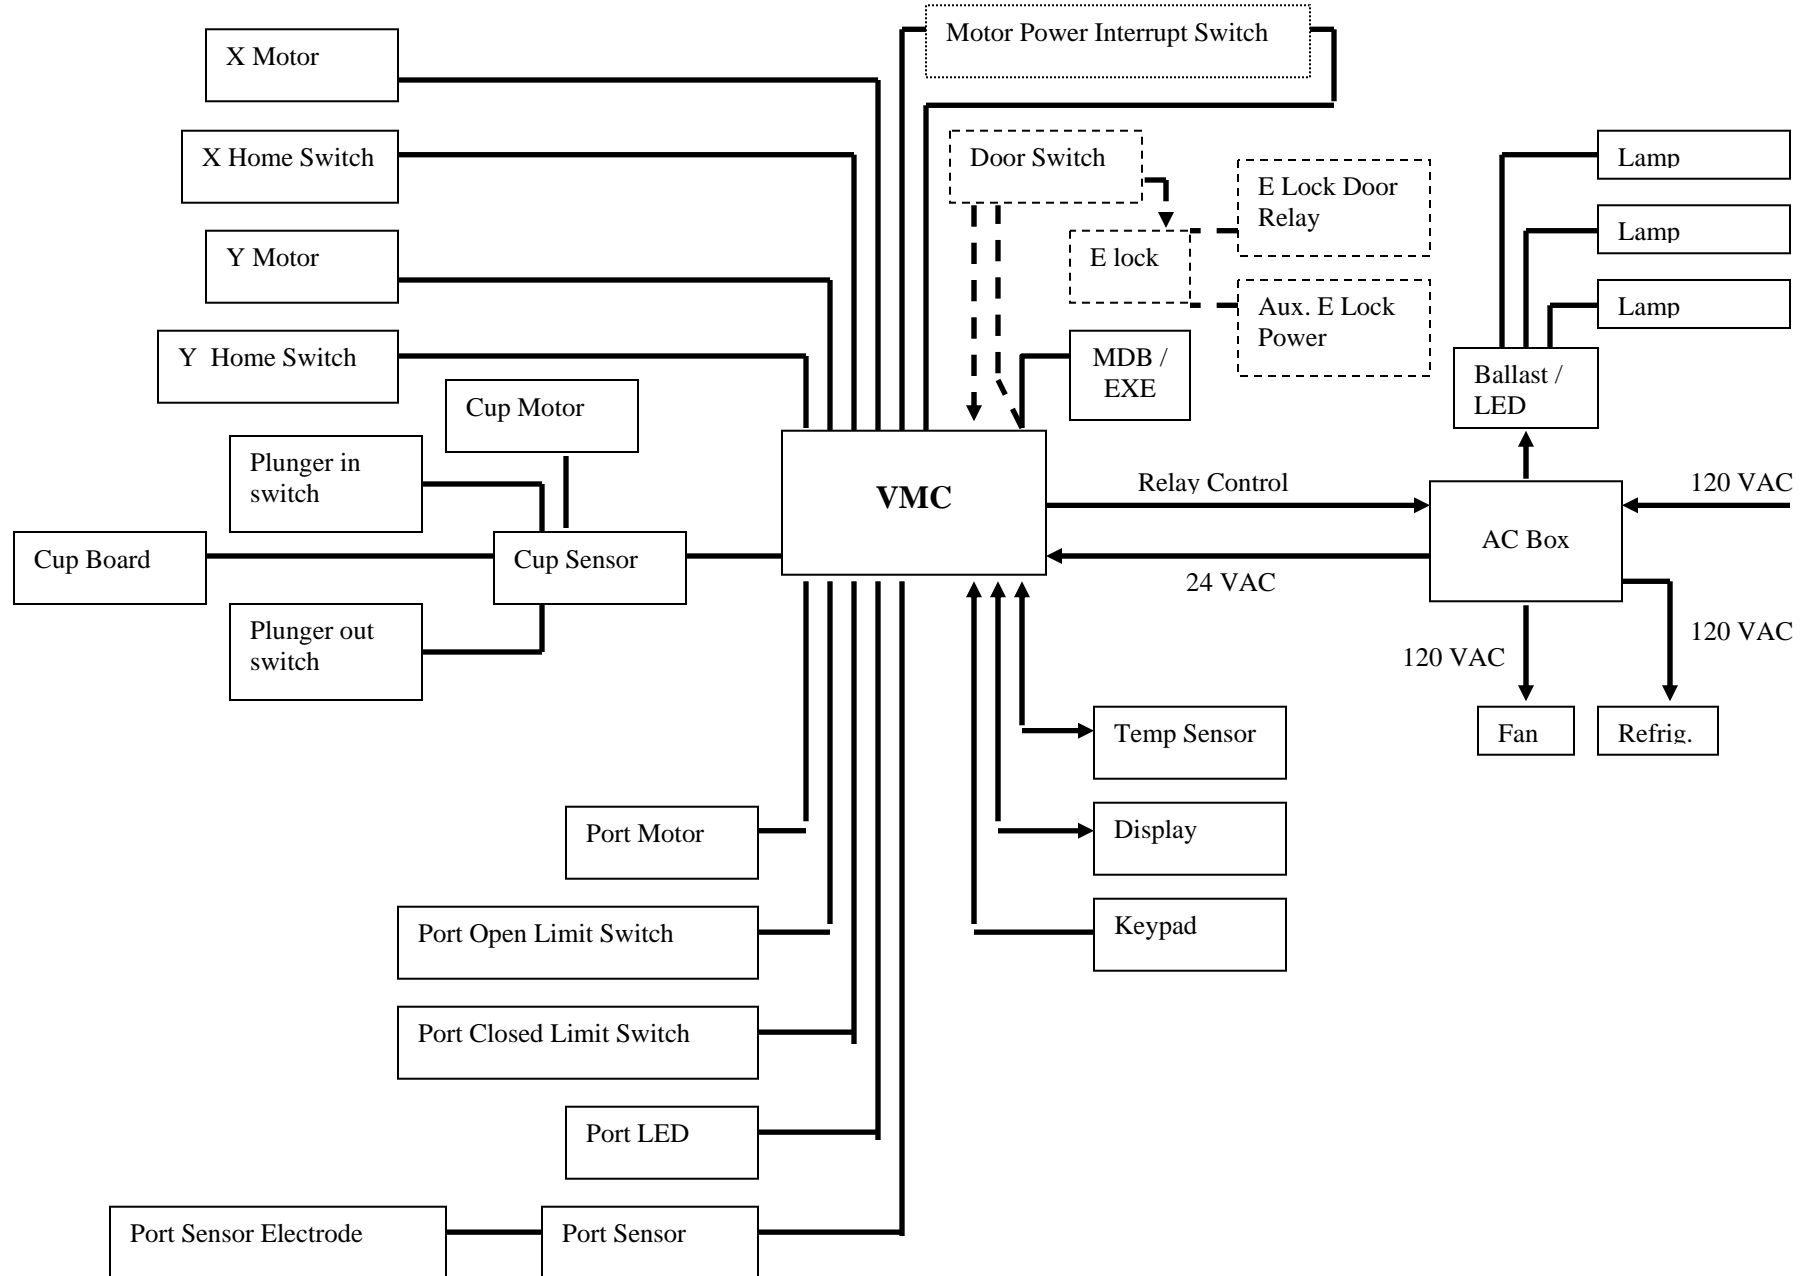 Motor Power Interrupt Switch
X Motor
X Home Switch
Door Switch
Lamp
E Lock Door
Relay
Y Motor
E lock
Lamp
Aux. E Lock
Power
Lamp
Y  Home Switch
MDB /
EXE
Ballast /
LED
Cup Motor
Plunger in
switch
VMC
Relay Control
120 VAC
AC Box
Cup Board
Cup Sensor
24 VAC
Plunger out
switch
120 VAC
120 VAC
Temp Sensor
Fan
Refrig.
Port Motor
Display
Port Open Limit Switch
Keypad
Port Closed Limit Switch
Port LED
Port Sensor Electrode
Port Sensor